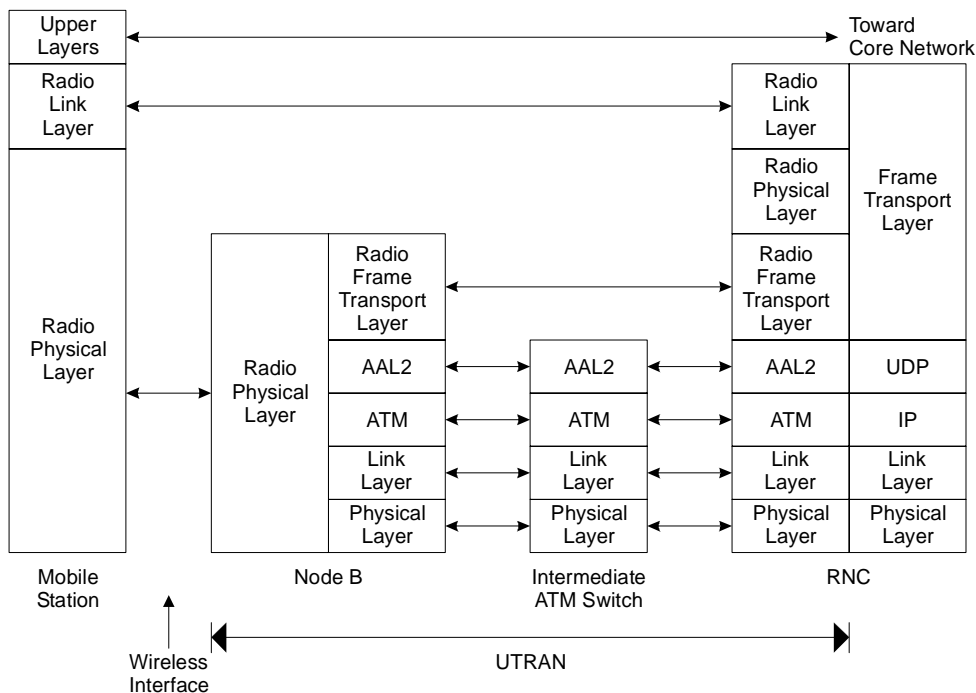 Upper
Layers
Toward
Core Network
Radio
Link
Layer
Radio
Link
Layer
Radio
Physical
Layer
Frame
Transport
Layer
Radio
Frame
Transport
Layer
Radio
Frame
Transport
Layer
Radio
Physical
Layer
Radio
Physical
Layer
AAL2
AAL2
AAL2
UDP
ATM
ATM
ATM
IP
Link
Layer
Link
Layer
Link
Layer
Link
Layer
Physical
Layer
Physical
Layer
Physical
Layer
Physical
Layer
Mobile
Station
Node B
Intermediate
ATM Switch
RNC
Wireless
Interface
UTRAN